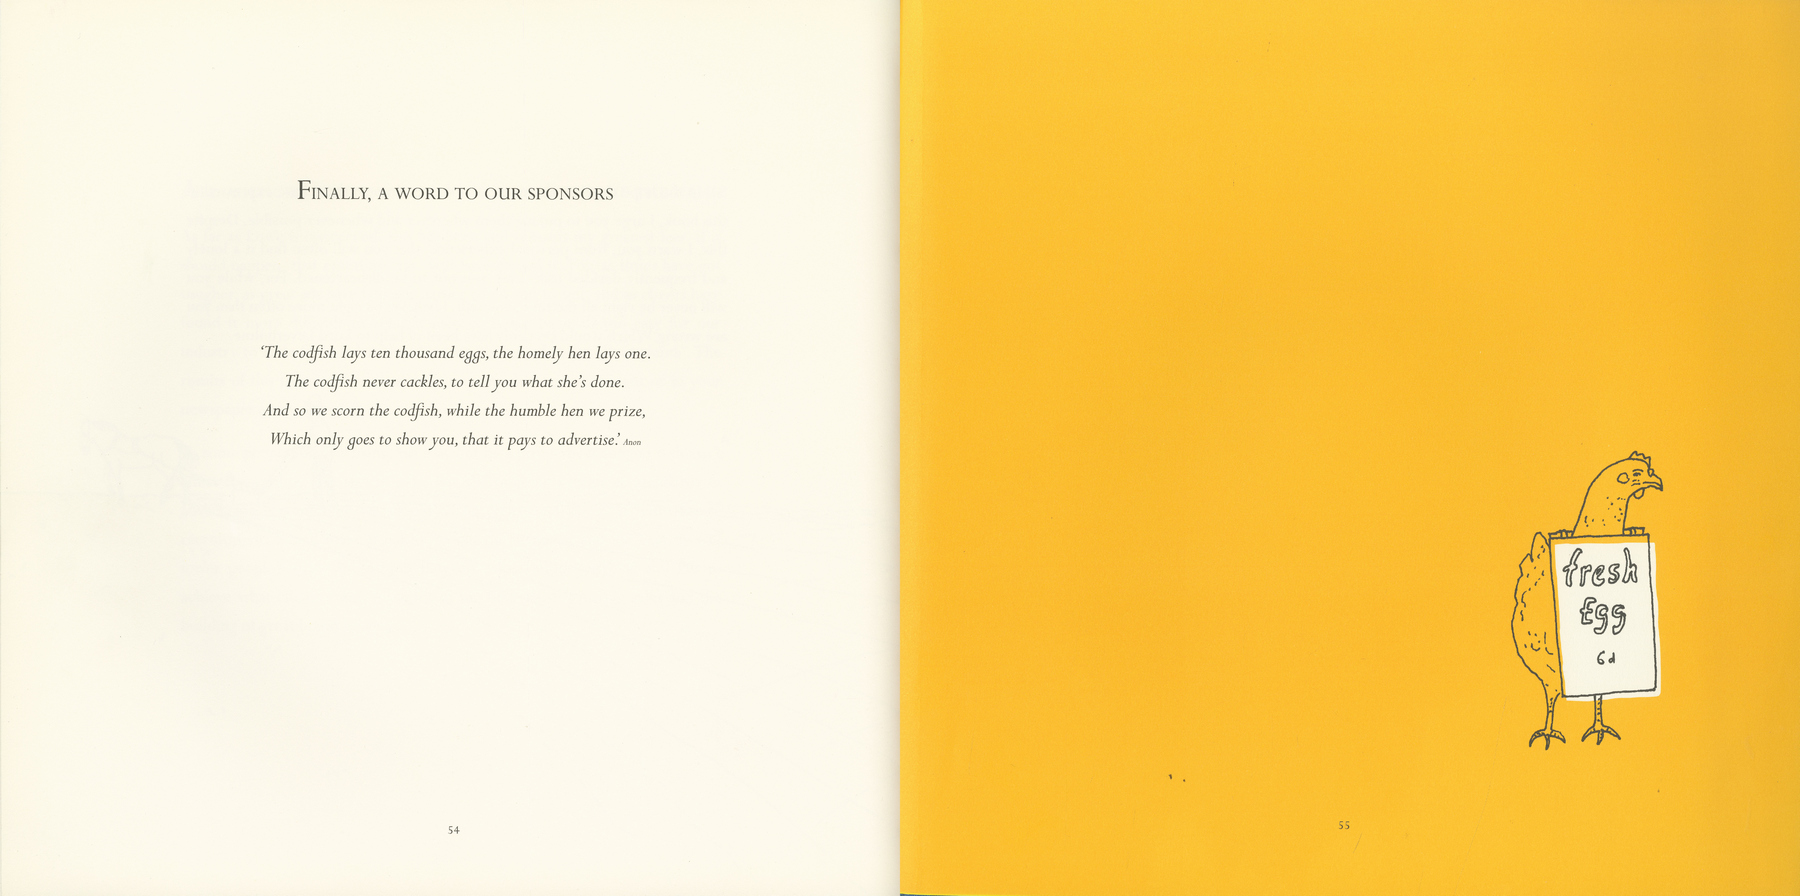 FINALLY, A WORD TO OUR SPONSORS
‘The codfish lays ten thousand eggs, the homely hen lays one.
The codfish never cackles, to tell you what she’s done.
And so we scorn the codfish, while the humble hen we prize,
Which only goes to show you, that it pays to advertise.’ Anon
54
fresh
Egg
6d
55